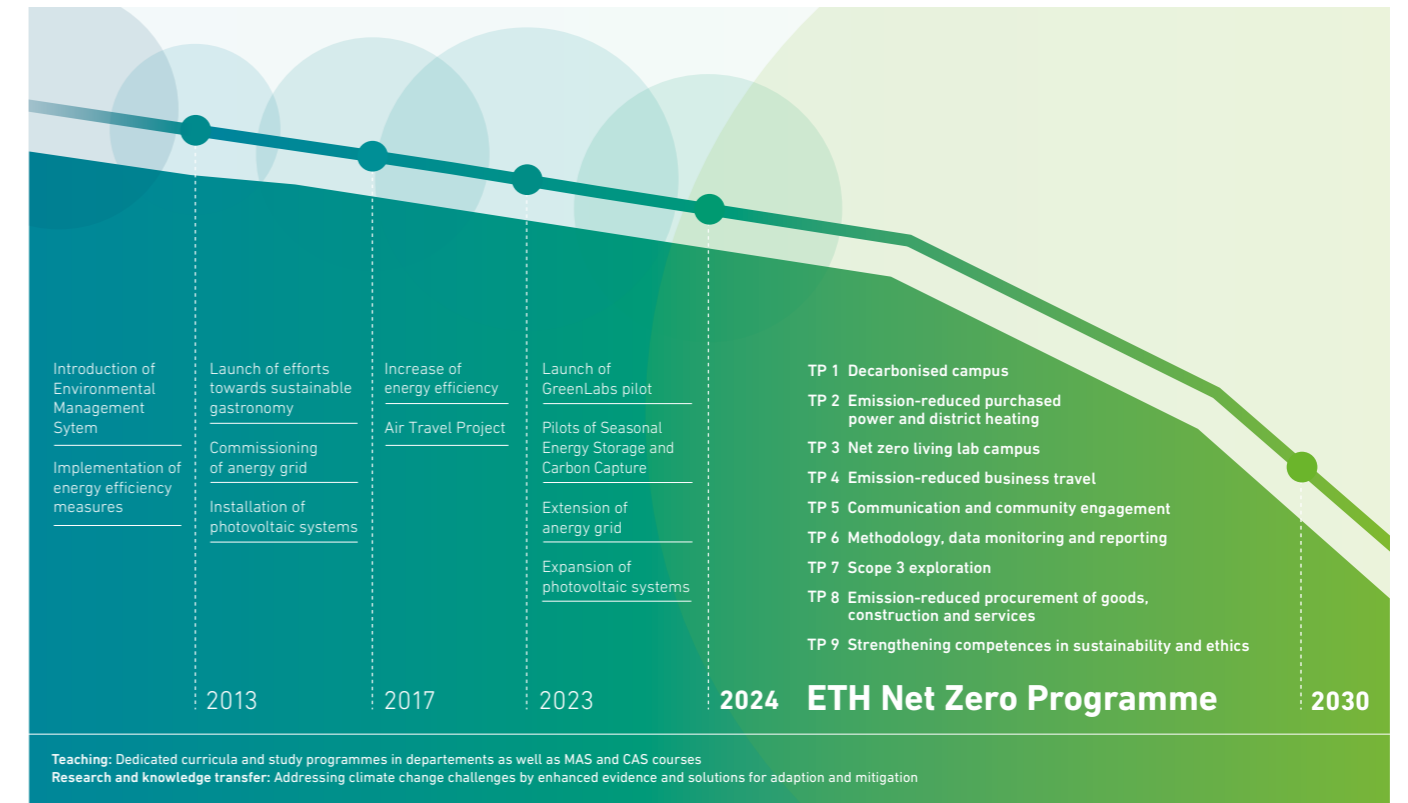 Introduction of
Environmental
Management
Sytem
Implementation of
energy efficiency
measures
Launch of efforts
towards sustainable
gastronomy
Commissioning
of anergy grid
Installation of
photovoltaic systems
Increase of
energy efficiency
Air Travel Project
Launch of
GreenLabs pilot
Pilots of Seasonal
Energy Storage and
Carbon Capture
Extension of
anergy grid
Expansion of
photovoltaic systems
TP 1 Decarbonised campus
TP 2 Emission-reduced purchased
power and district heating
TP 3 Net zero living lab campus
TP 4 Emission-reduced business travel
TP 5 Communication and community engagement
TP 6 Methodology, data monitoring and reporting
TP 7 Scope 3 exploration
TP 8 Emission-reduced procurement of goods,
construction and services
TP 9 Strengthening competences in sustainability and ethics
2013 2017 2023 2024 ETH Net Zero Programme 2030
Teaching: Dedicated curricula and study programmes in departements as well as MAS and CAS courses
Research and knowledge transfer: Addressing climate change challenges by enhanced evidence and solutions for adaption and mitigation